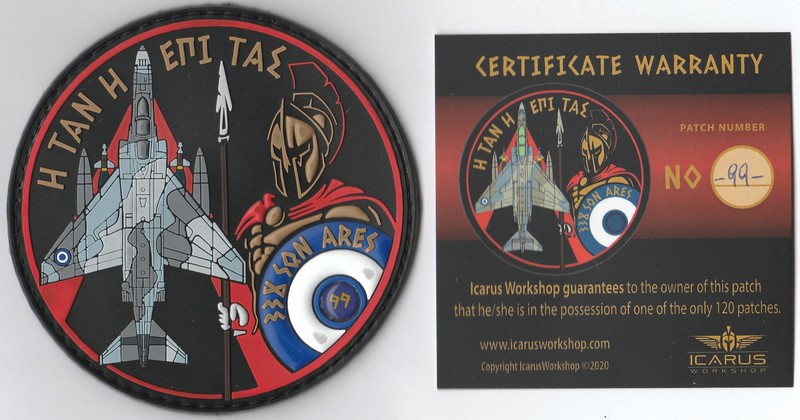 Η ΤΑΝ Η ΕΠΙ ΤΑΣ
338 SQN ARES
99
CERTIFICATE WARRANTY
Η ΤΑΝ Η ΕΠΙ ΤΑΣ
338 SQN ARES
PATCH NUMBER
NO -99-
Icarus Workshop guarantees to the owner of this patch
that he/she is in the possession of one of the only 120 patches.
www.icarusworkshop.com
Copyright IcarusWorkshop ©2020
ICARUS
WORKSHOP